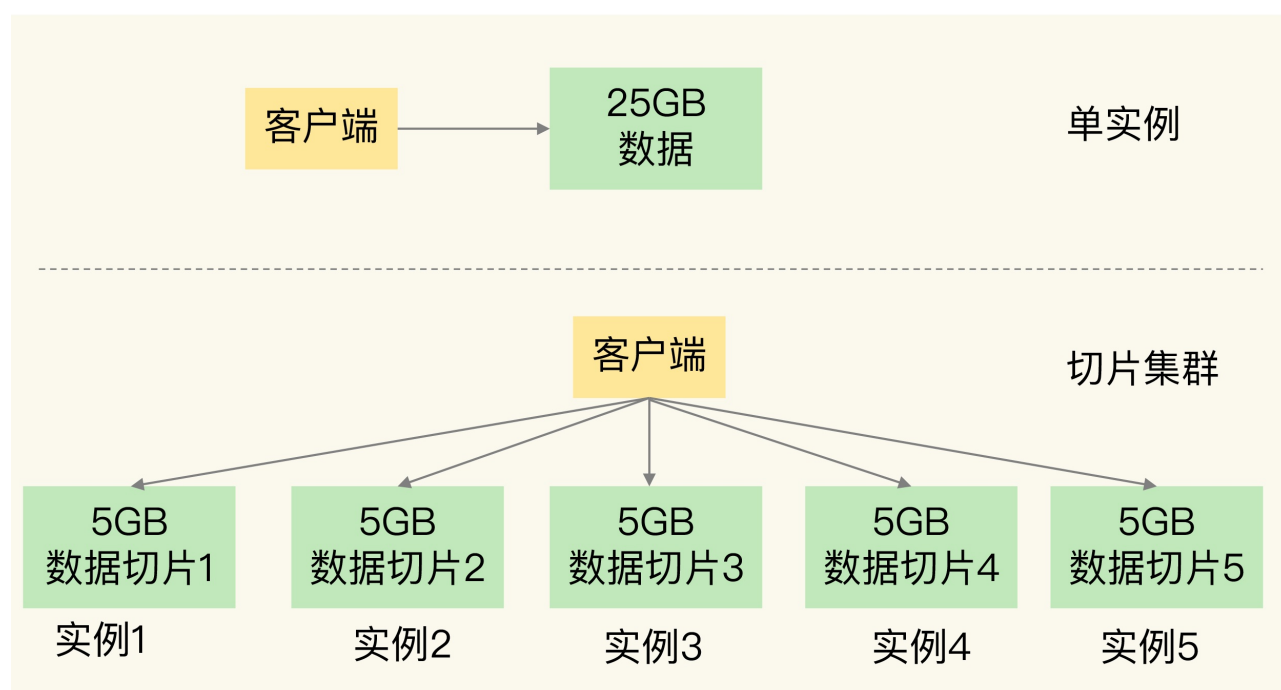 客户端
25GB
数据
单实例
客户端
切片集群
5GB
数据切片1
5GB
数据切片2
5GB
数据切片3
5GB
数据切片4
5GB
数据切片5
实例1
实例2
实例3
实例4
实例5